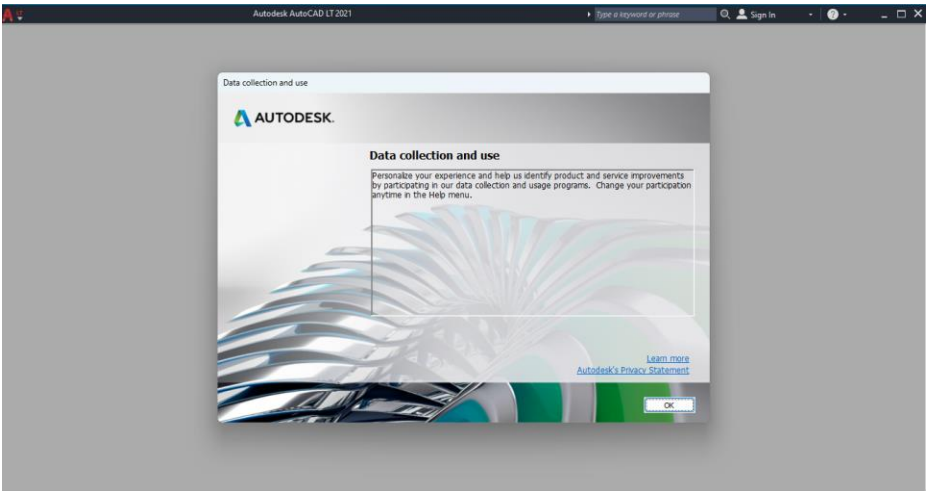 Autodesk AutoCAD LT 2021
Type a keyword or phrase
Sign In
?
Data collection and use
AUTODESK.
Data collection and use
Personalize your experience and help us identify product and service improvements
by participating in our data collection and usage programs. Change your participation
anytime in the Help menu.
Learn more
Autodesk's Privacy Statement
OK